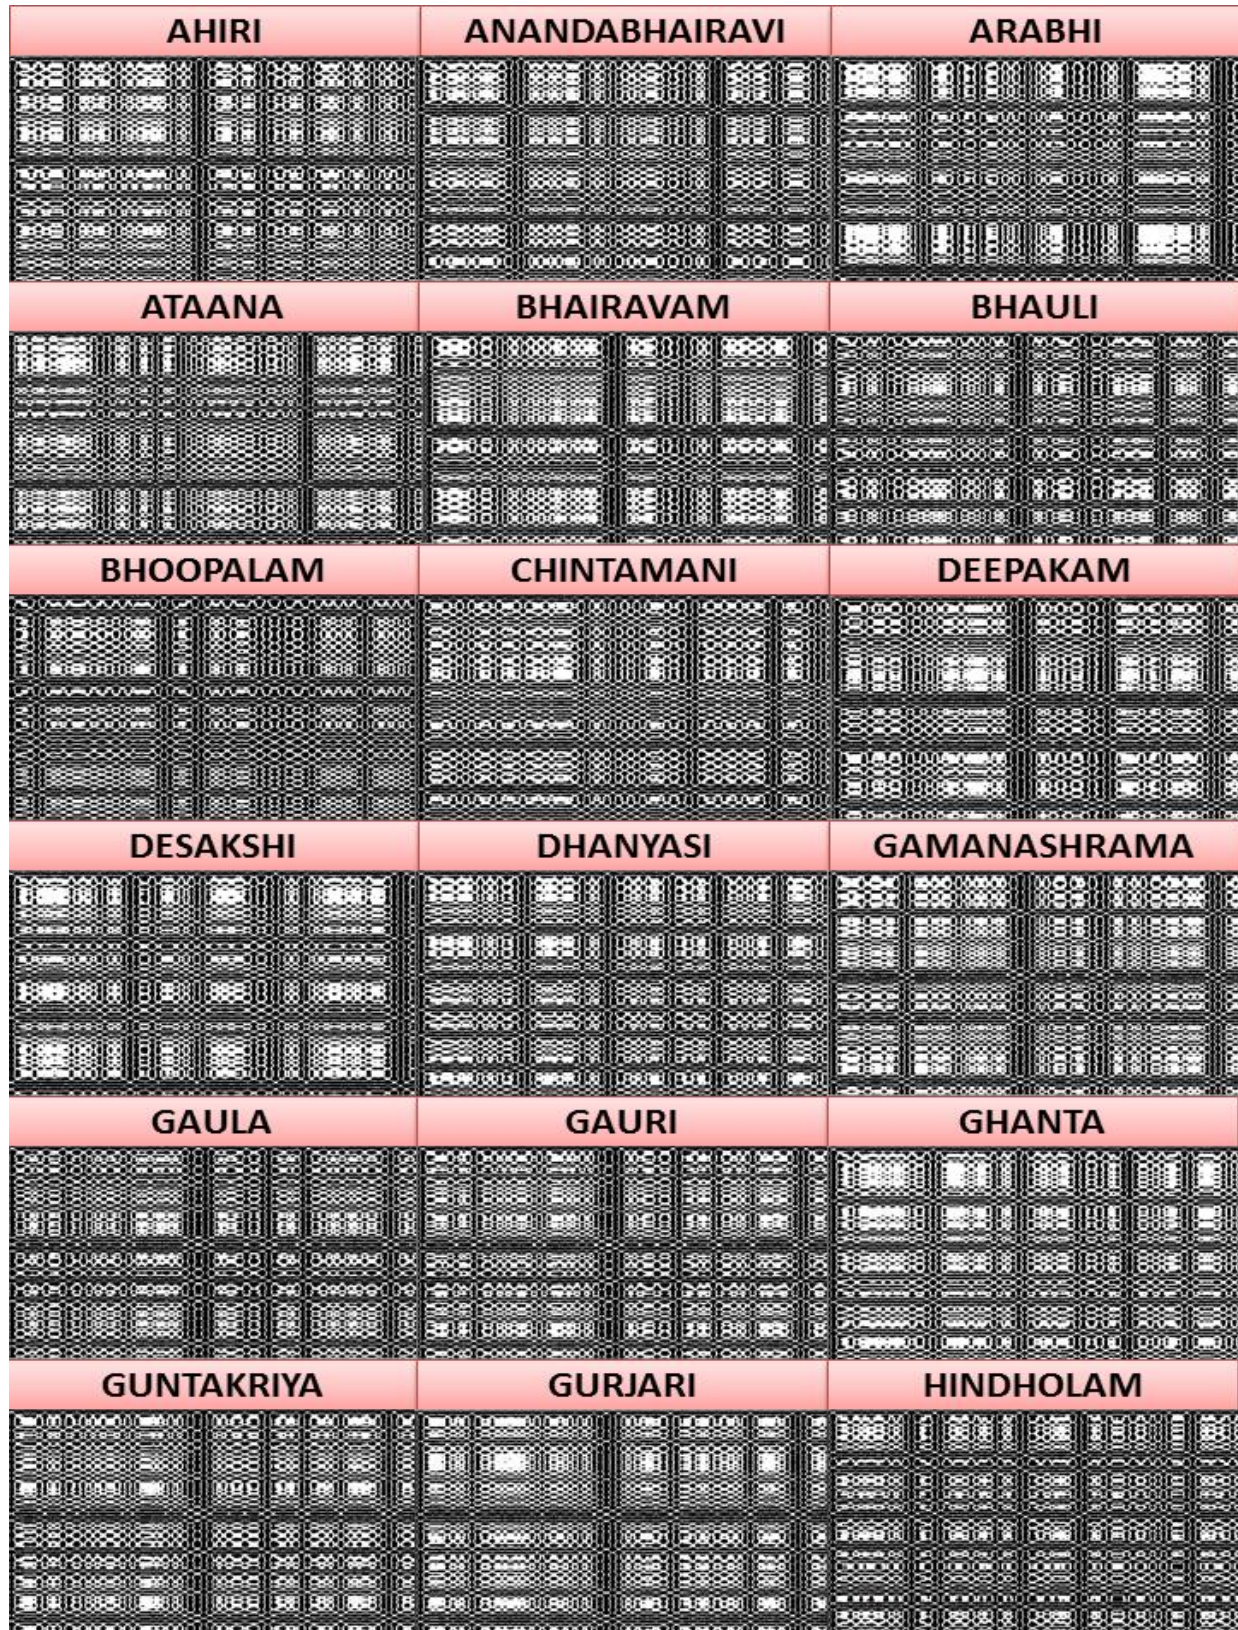 AHIRI ANANDABHAIRAVI ARABHI
ATAANA BHAIRAVAM BHAULI
BHOOPALAM CHINTAMANI DEEPAKAM
DESAKSHI DHANYASI GAMANASHRAMA
GAULA GAURI GHANTA
GUNTAKRIYA GURJARI HINDHOLAM